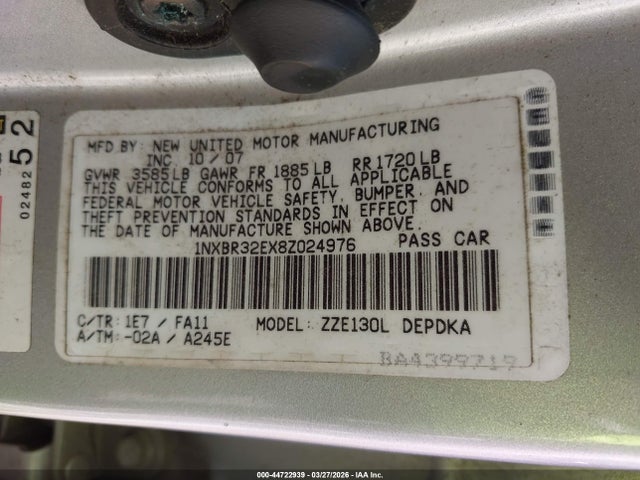 MFD BY: NEW UNITED MOTOR MANUFACTURING
INC 10 / 07
GVWR 3585LB GAWR FR 1885LB RR1720LB
THIS VEHICLE CONFORMS TO ALL APPLICABLE
FEDERAL MOTOR VEHICLE SAFETY, BUMPER, AND
THEFT PREVENTION STANDARDS IN EFFECT ON
THE DATE OF MANUFACTURE SHOWN ABOVE.
1NXBR32EX8Z024976 PASS CAR
C/TR: 1E7 / FA11 MODEL: ZZE130L DEPDKA
A/TM: -02A / A245E
BA4399719
02482
52
000-44722939 - 03/27/2026 - IAA Inc.